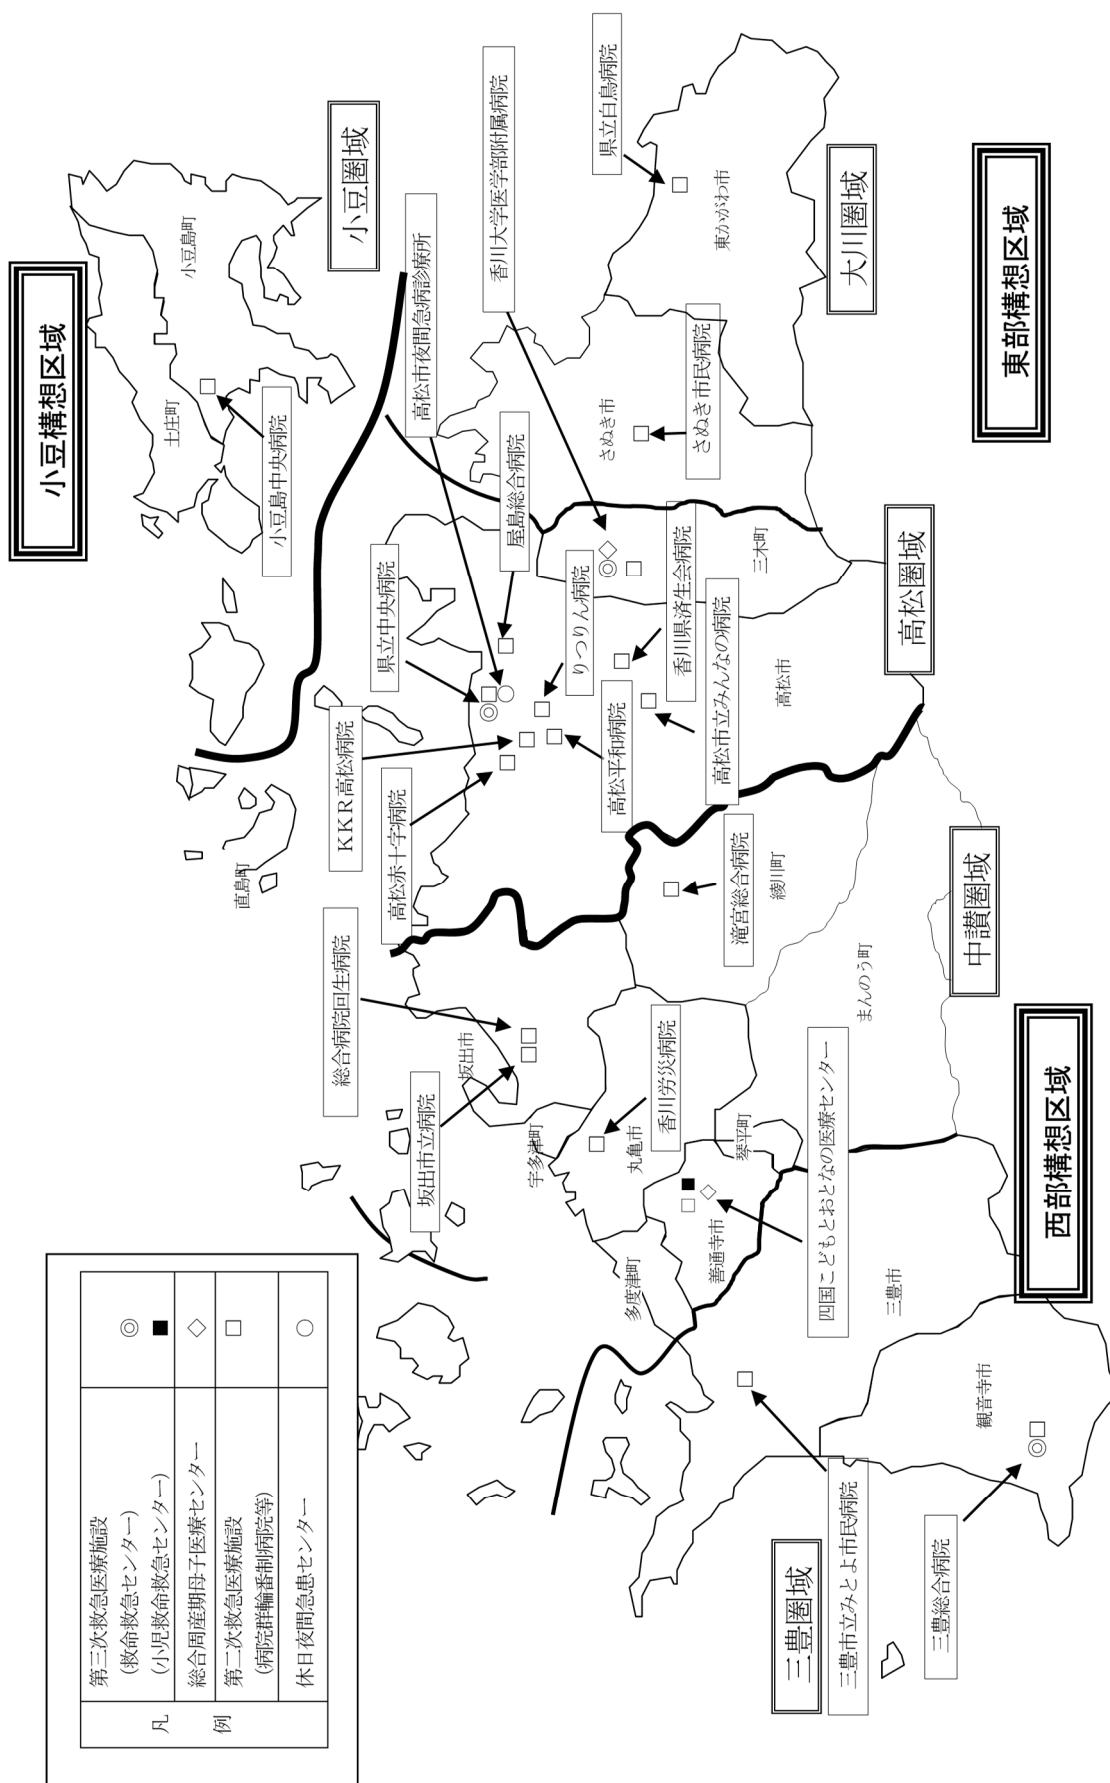 凡例
第三次救急医療施設
(救命救急センター) ◎
(小児救命救急センター) ■
総合周産期母子医療センター ◇
第二次救急医療施設 □
(病院群輪番制病院等)
休日夜間急患センター ○
小豆構想区域
小豆圏域
小豆島町
土庄町
小豆島中央病院
直島町
高松市夜間急病診療所
香川大学医学部附属病院
県立白鳥病院
東かがわ市
大川圏域
東部構想区域
さぬき市
さぬき市民病院
屋島総合病院
県立中央病院
りつりん病院
香川県済生会病院
三木町
高松市立みんなの病院
高松平和病院
高松市
高松圏域
KKR高松病院
高松赤十字病院
滝宮総合病院
綾川町
総合病院回生病院
坂出市
坂出市立病院
宇多津町
丸亀市
香川労災病院
まんのう町
中讃圏域
琴平町
善通寺市
多度津町
四国こどもとおとなの医療センター
西部構想区域
三豊市
観音寺市
三豊圏域
三豊市立みとよ市民病院
三豊総合病院